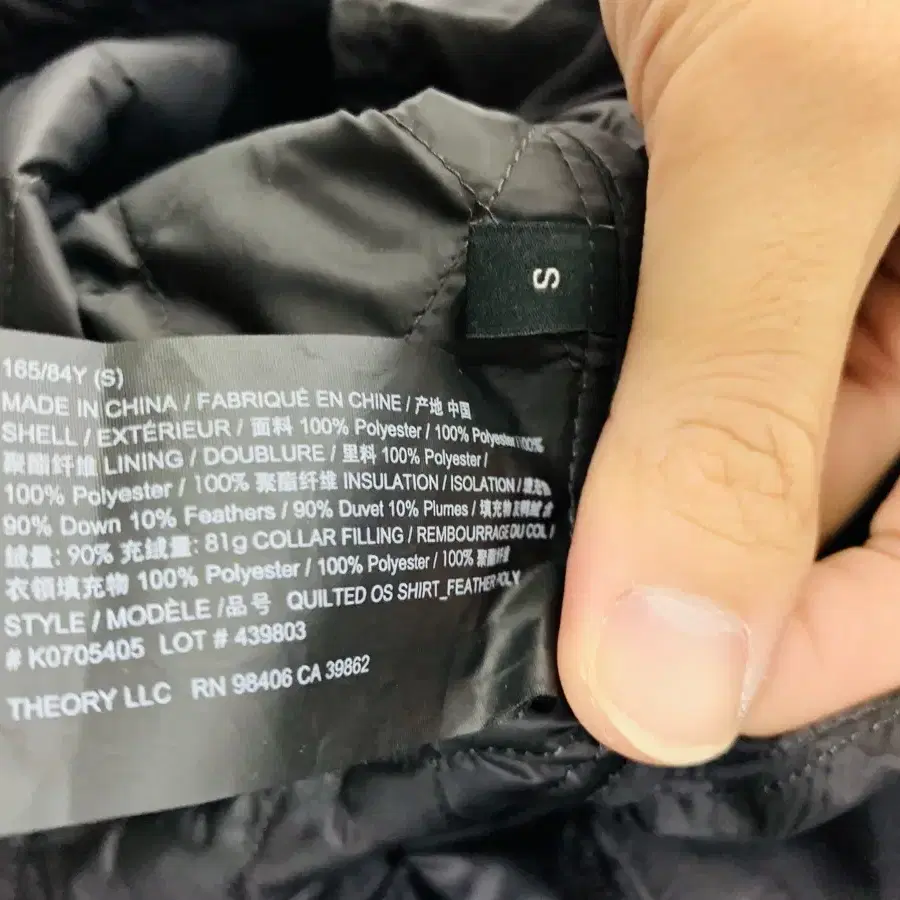 S
165/84Y (S)
MADE IN CHINA / FABRIQUÉ EN CHINE / 产地 中国
SHELL / EXTÉRIEUR / 面料 100% Polyester / 100% Polyester / 100%
聚酯纤维 LINING / DOUBLURE / 里料 100% Polyester /
100% Polyester / 100% 聚酯纤维 INSULATION / ISOLATION /
90% Down 10% Feathers / 90% Duvet 10% Plumes / 填充物
绒量: 90% 充绒量: 81g COLLAR FILLING / REMBOURRAGE DU COL /
衣领填充物 100% Polyester / 100% Polyester / 100% 聚酯纤维
STYLE / MODÈLE /品号 QUILTED OS SHIRT_FEATHER POLY
# K0705405 LOT # 439803
THEORY LLC RN 98406 CA 39862